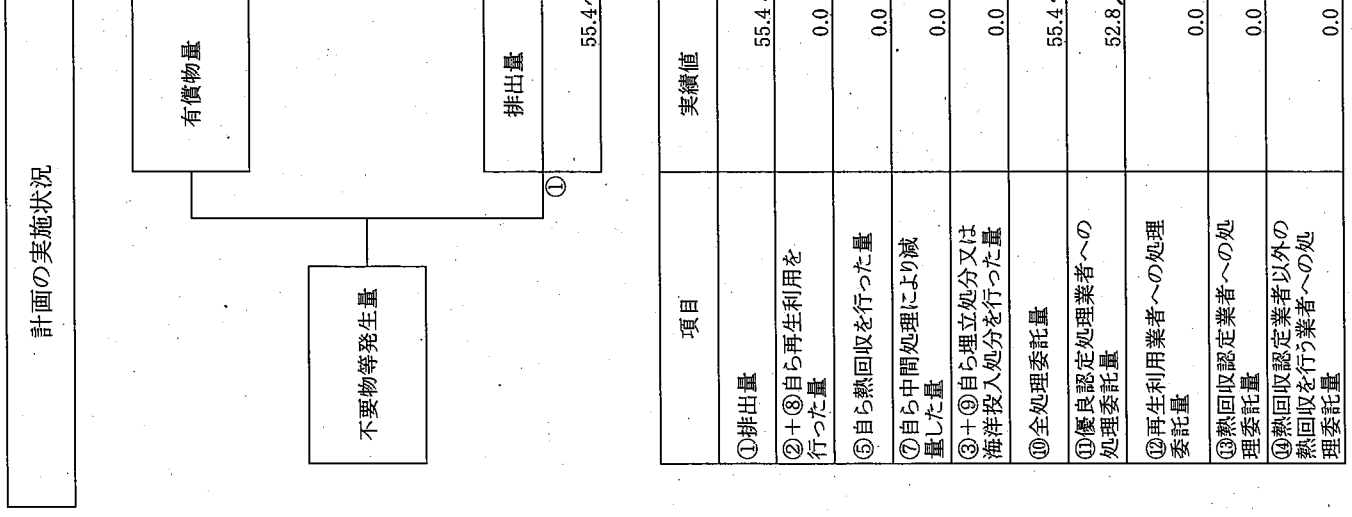 計画の実施状況
有償物量
不要物等発生量
排出量
①
55.4
項目
実績値
①排出量
55.4
②+⑧自ら再生利用を
行った量
0.0
⑤自ら熱回収を行った量
0.0
⑦自ら中間処理により減
量した量
0.0
③+⑨自ら埋立処分又は
海洋投入処分を行った量
0.0
⑩全処理委託量
55.4
⑪優良認定処理業者への
処理委託量
52.8
⑫再生利用業者への処理
委託量
0.0
⑬熱回収認定業者への処
理委託量
0.0
⑭熱回収認定業者以外の
熱回収を行う業者への処
理委託量
0.0